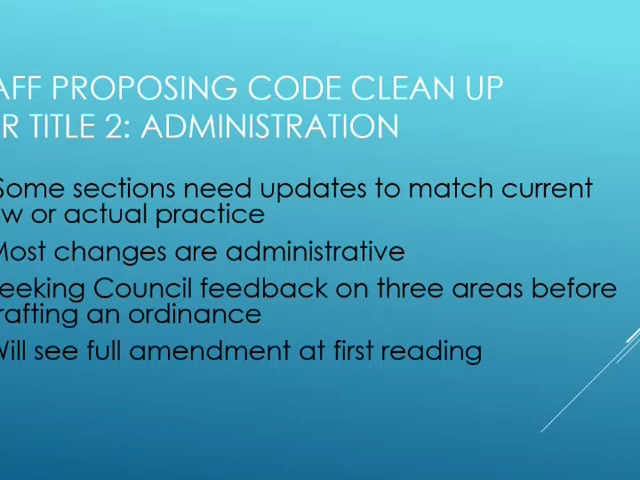 AFF PROPOSING CODE CLEAN UP
R TITLE 2: ADMINISTRATION
Some sections need updates to match current
w or actual practice
Most changes are administrative
eeking Council feedback on three areas before
rafting an ordinance
Will see full amendment at first reading